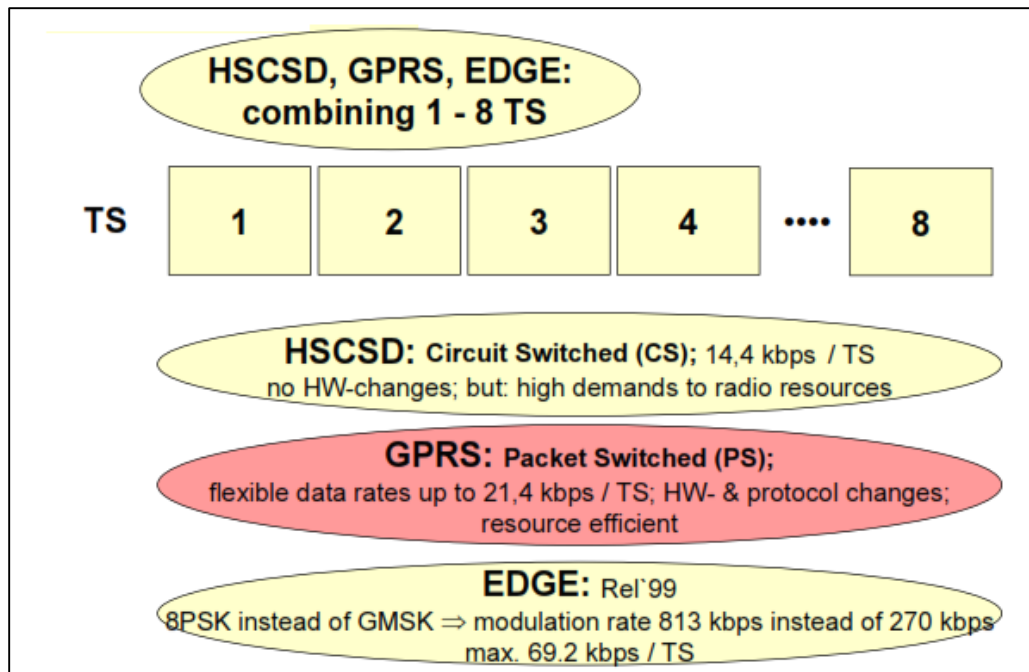 HSCSD, GPRS, EDGE:
combining 1 - 8 TS
TS 1 2 3 4 •••• 8
HSCSD: Circuit Switched (CS); 14,4 kbps / TS
no HW-changes; but: high demands to radio resources
GPRS: Packet Switched (PS);
flexible data rates up to 21,4 kbps / TS; HW- & protocol changes;
resource efficient
EDGE: Rel`99
8PSK instead of GMSK ⇒ modulation rate 813 kbps instead of 270 kbps
max. 69.2 kbps / TS